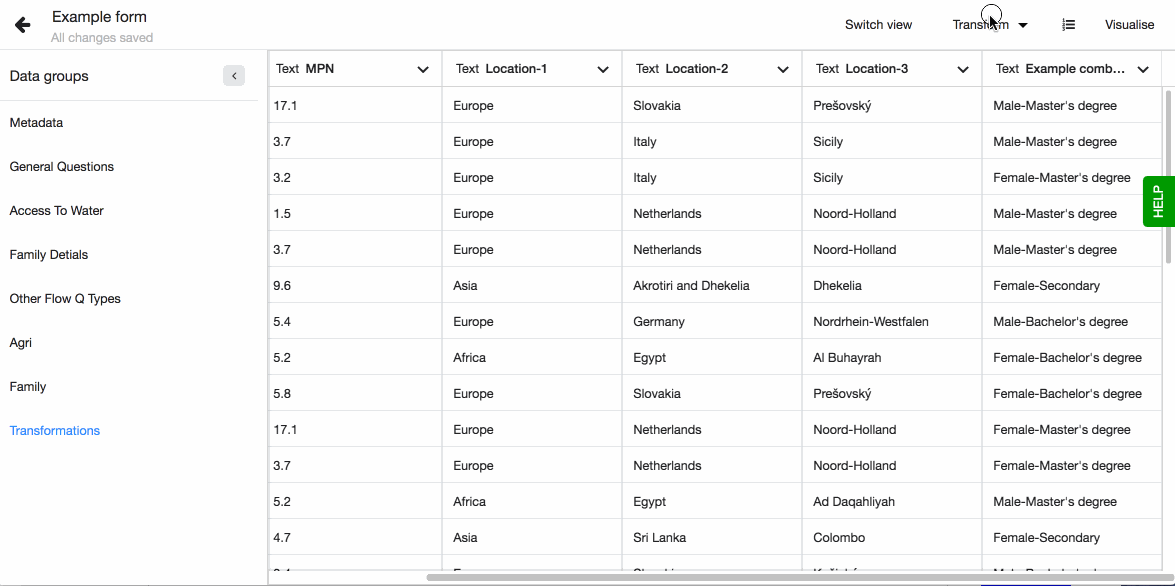 Example form
All changes saved
Switch view Transform Visualise
Data groups
Metadata
General Questions
Access To Water
Family Detials
Other Flow Q Types
Agri
Family
Transformations
Text MPN Text Location-1 Text Location-2 Text Location-3 Text Example comb...
17.1 Europe Slovakia Prešovský Male-Master's degree
3.7 Europe Italy Sicily Male-Master's degree
3.2 Europe Italy Sicily Female-Master's degree
1.5 Europe Netherlands Noord-Holland Male-Master's degree
3.7 Europe Netherlands Noord-Holland Male-Master's degree
9.6 Asia Akrotiri and Dhekelia Dhekelia Female-Secondary
5.4 Europe Germany Nordrhein-Westfalen Male-Bachelor's degree
5.2 Africa Egypt Al Buhayrah Female-Bachelor's degree
5.8 Europe Slovakia Prešovský Female-Bachelor's degree
17.1 Europe Netherlands Noord-Holland Female-Master's degree
3.7 Europe Netherlands Noord-Holland Female-Master's degree
5.2 Africa Egypt Ad Daqahliyah Male-Master's degree
4.7 Asia Sri Lanka Colombo Female-Secondary
HELP